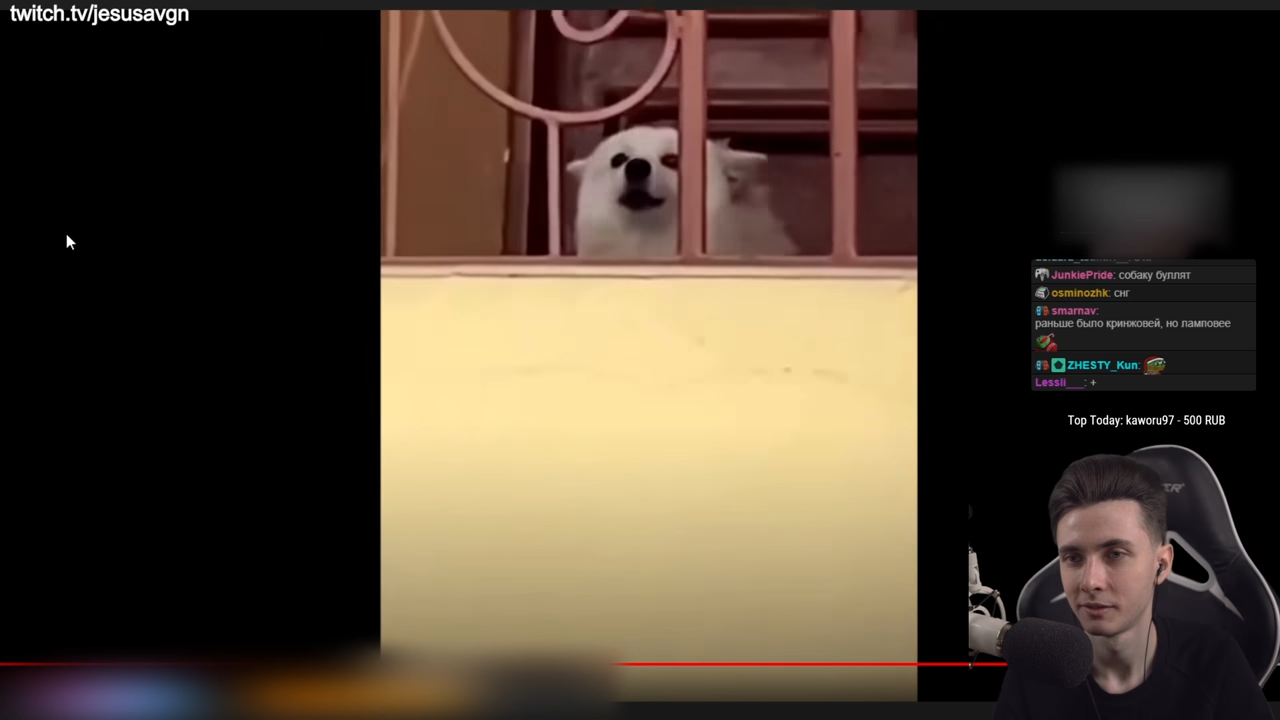 twitch.tv/jesusavgn
JunkiePride: собаку буллят
osminozhk: снг
smarnav:
раньше было кринжовей, но ламповее
ZHESTY_Kun:
Lessli___: +
Top Today: kaworu97 - 500 RUB